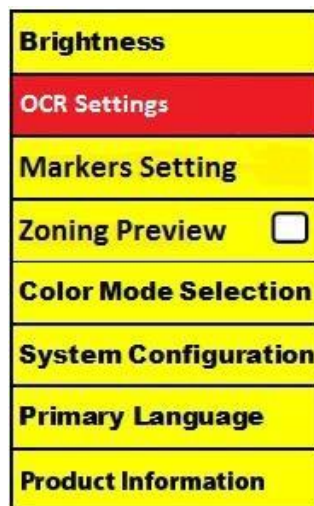 Brightness
OCR Settings
Markers Setting
Zoning Preview
Color Mode Selection
System Configuration
Primary Language
Product Information